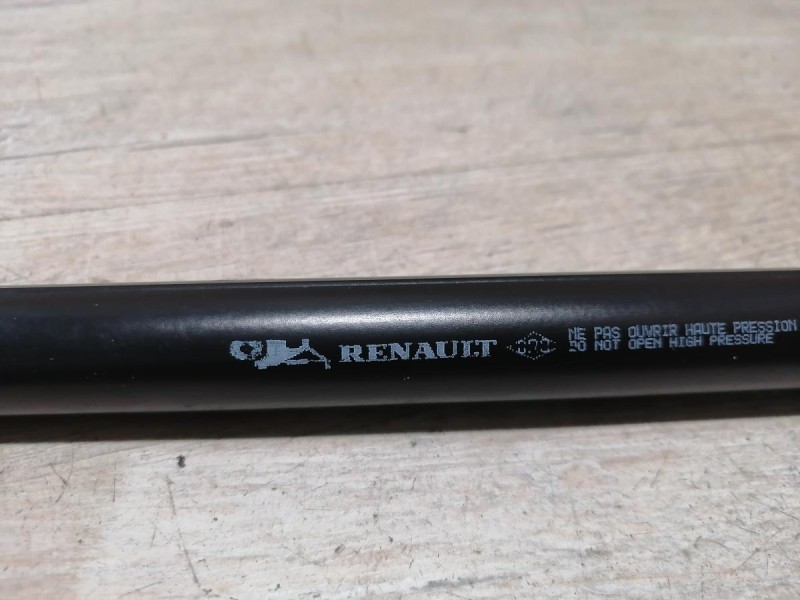 RENAULT
NE PAS OUVRIR HAUTE PRESSION
DO NOT OPEN HIGH PRESSURE